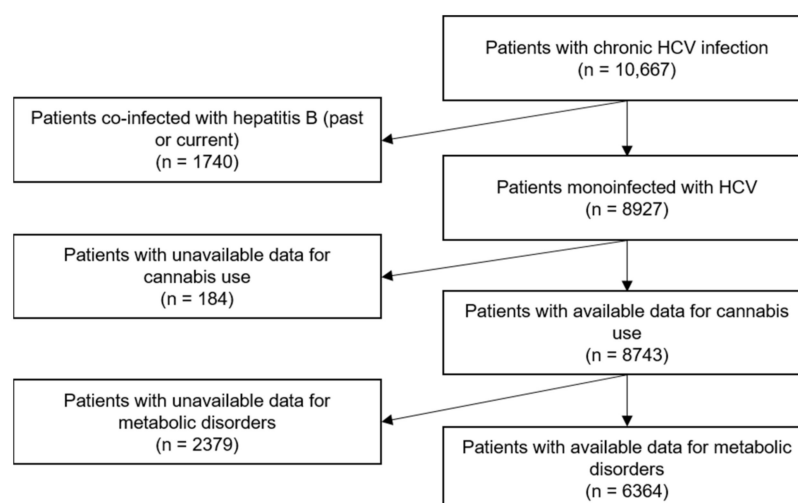 Patients with chronic HCV infection
(n = 10,667)
Patients co-infected with hepatitis B (past
or current)
(n = 1740)
Patients monoinfected with HCV
(n = 8927)
Patients with unavailable data for
cannabis use
(n = 184)
Patients with available data for cannabis
use
(n = 8743)
Patients with unavailable data for
metabolic disorders
(n = 2379)
Patients with available data for metabolic
disorders
(n = 6364)